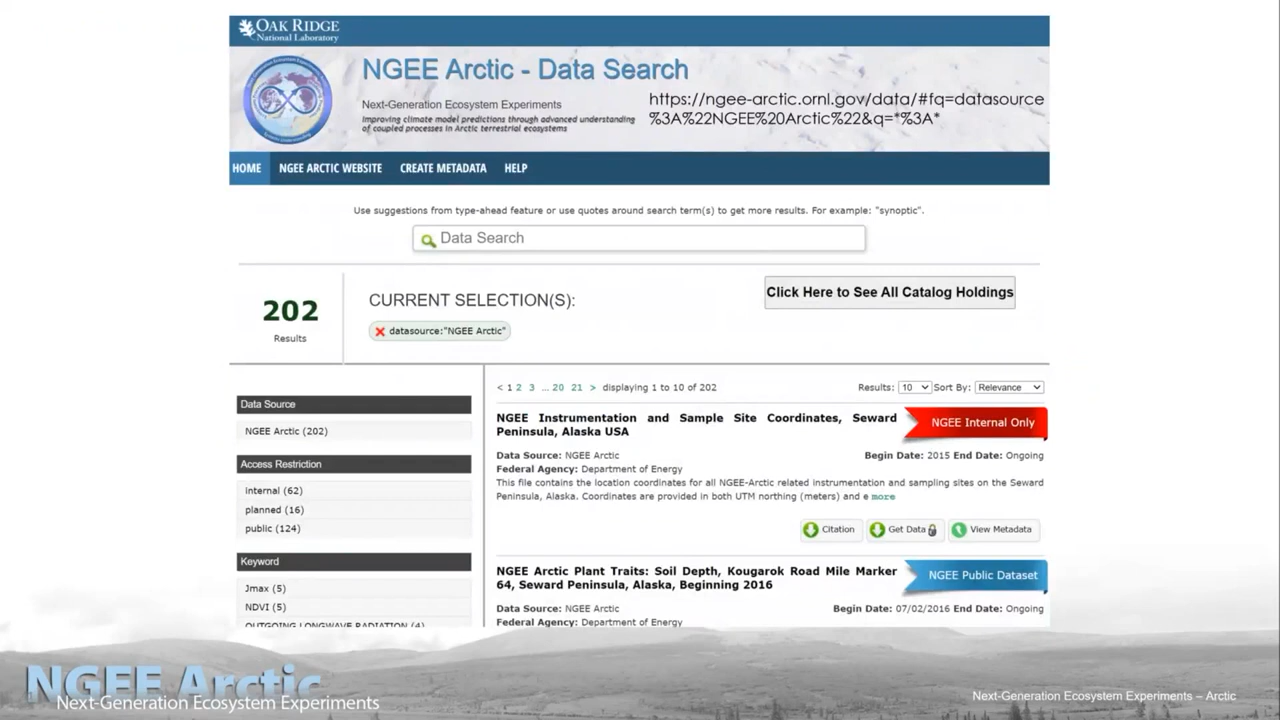 OAK RIDGE
National Laboratory
NGEE Arctic - Data Search
Next-Generation Ecosystem Experiments
Improving climate model predictions through advanced understanding
of coupled processes in Arctic terrestrial ecosystems
https://ngee-arctic.ornl.gov/data/#fq=datasource
%3A%22NGEE%20Arctic%22&q=*%3A*
HOME NGEE ARCTIC WEBSITE CREATE METADATA HELP
Use suggestions from type-ahead feature or use quotes around search term(s) to get more results. For example: "synoptic".
Data Search
202
Results
CURRENT SELECTION(S):
datasource:"NGEE Arctic"
Click Here to See All Catalog Holdings
Data Source
NGEE Arctic (202)
Access Restriction
internal (62)
planned (16)
public (124)
Keyword
Jmax (5)
NDVI (5)
OUTGOING LONGWAVE RADIATION (4)
< 1 2 3 ... 20 21 > displaying 1 to 10 of 202
Results: 10 Sort By: Relevance
NGEE Instrumentation and Sample Site Coordinates, Seward
Peninsula, Alaska USA
NGEE Internal Only
Data Source: NGEE Arctic
Begin Date: 2015 End Date: Ongoing
Federal Agency: Department of Energy
This file contains the location coordinates for all NGEE-Arctic related instrumentation and sampling sites on the Seward
Peninsula, Alaska. Coordinates are provided in both UTM northing (meters) and e more
Citation Get Data View Metadata
NGEE Arctic Plant Traits: Soil Depth, Kougarok Road Mile Marker
64, Seward Peninsula, Alaska, Beginning 2016
NGEE Public Dataset
Data Source: NGEE Arctic
Begin Date: 07/02/2016 End Date: Ongoing
Federal Agency: Department of Energy
NGEE Arctic
Next-Generation Ecosystem Experiments
Next-Generation Ecosystem Experiments – Arctic